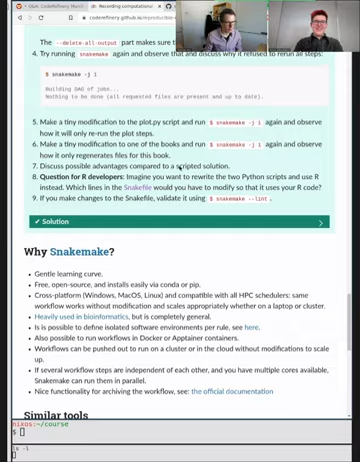 codere
Recording computational
coderefinery.github.io/reproducible-
The --delete-all-output part makes sure t
4. Try running snakemake again and observe that and discuss why it refused to rerun all steps:
$ snakemake -j 1
Building DAG of jobs...
Nothing to be done (all requested files are present and up to date).
5. Make a tiny modification to the plot.py script and run $ snakemake -j 1 again and observe
how it will only re-run the plot steps.
6. Make a tiny modification to one of the books and run $ snakemake -j 1 again and observe
how it only regenerates files for this book.
7. Discuss possible advantages compared to a scripted solution.
8. Question for R developers: Imagine you want to rewrite the two Python scripts and use R
instead. Which lines in the Snakefile would you have to modify so that it uses your R code?
9. If you make changes to the Snakefile, validate it using $ snakemake --lint.
✔ Solution
Why Snakemake?
• Gentle learning curve.
• Free, open-source, and installs easily via conda or pip.
• Cross-platform (Windows, MacOS, Linux) and compatible with all HPC schedulers: same
workflow works without modification and scales appropriately whether on a laptop or cluster.
• Heavily used in bioinformatics, but is completely general.
• Is is possible to define isolated software environments per rule, see here.
• Also possible to run workflows in Docker or Apptainer containers.
• Workflows can be pushed out to run on a cluster or in the cloud without modifications to scale
up.
• If several workflow steps are independent of each other, and you have multiple cores available,
Snakemake can run them in parallel.
• Nice functionality for archiving the workflow, see: the official documentation
Similar tools
nixos:~/course
$